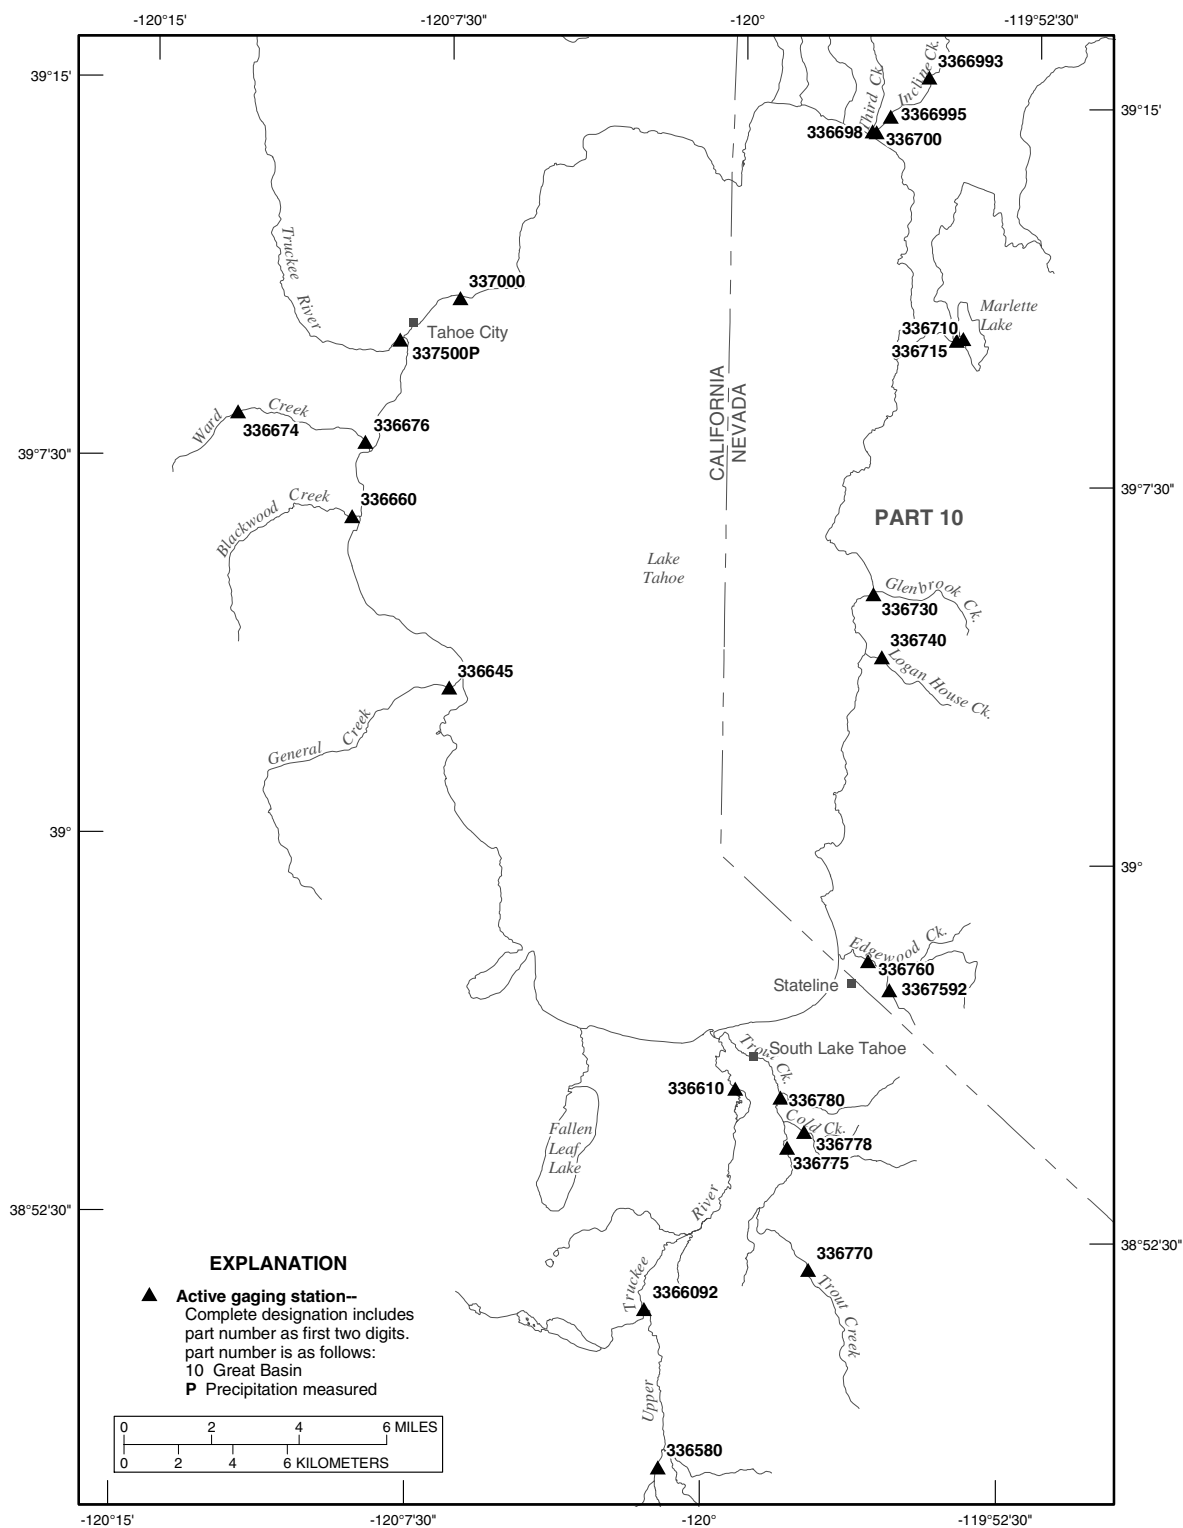 -120°15'
-120°7'30"
-120°
-119°52'30"
39°15'
39°15'
Third Ck.
Incline Ck.
3366993
3366995
336698
336700
Truckee River
337000
Tahoe City
337500P
Marlette
Lake
336710
336715
CALIFORNIA
NEVADA
Ward Creek
336674
336676
39°7'30"
39°7'30"
Blackwood Creek
336660
PART 10
Lake
Tahoe
Glenbrook Ck.
336730
336740
Logan House Ck.
336645
General Creek
39°
39°
Edgewood Ck.
336760
Stateline
3367592
Trout Ck.
South Lake Tahoe
336610
336780
Cold Ck.
336778
336775
Fallen
Leaf
Lake
38°52'30"
38°52'30"
Upper Truckee River
336770
Trout Creek
3366092
336580
EXPLANATION
Active gaging station--
Complete designation includes
part number as first two digits.
part number is as follows:
10 Great Basin
P Precipitation measured
0 2 4 6 MILES
0 2 4 6 KILOMETERS
-120°15'
-120°7'30"
-120°
-119°52'30"